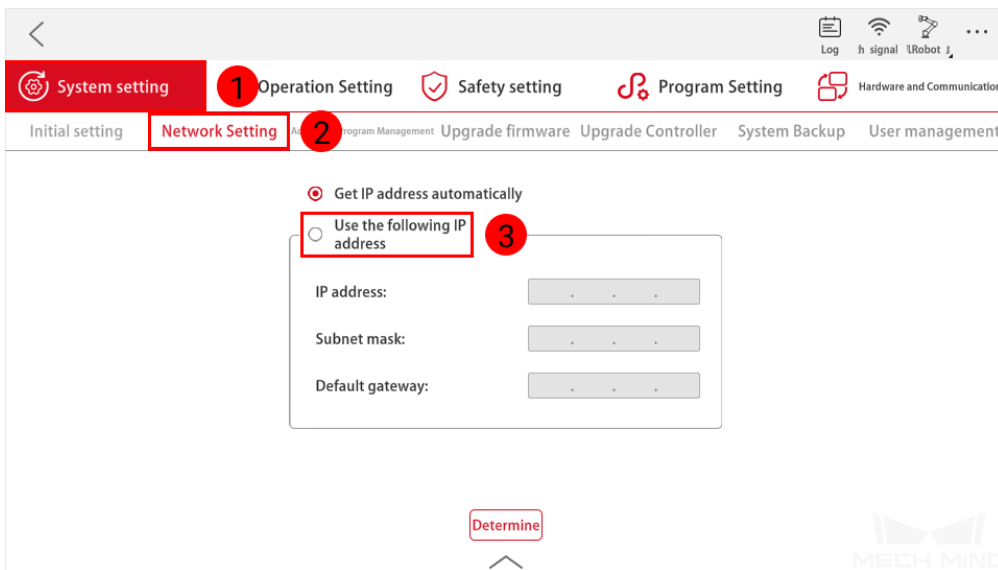 Log h signal Robot
System setting 1 Operation Setting Safety setting Program Setting Hardware and Communication
Initial setting Network Setting 2 Program Management Upgrade firmware Upgrade Controller System Backup User management
Get IP address automatically
Use the following IP
address
3
IP address: . . .
Subnet mask: . . .
Default gateway: . . .
Determine
MECH MIND